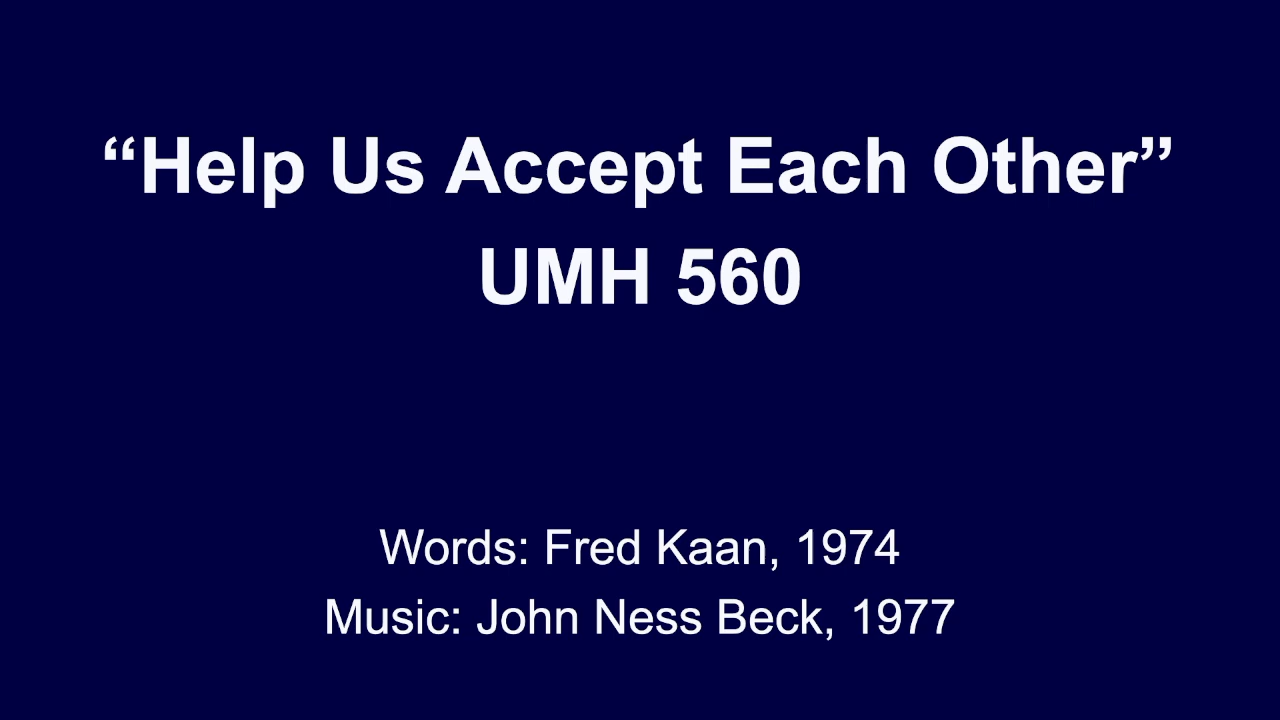 “Help Us Accept Each Other”
UMH 560
Words: Fred Kaan, 1974
Music: John Ness Beck, 1977